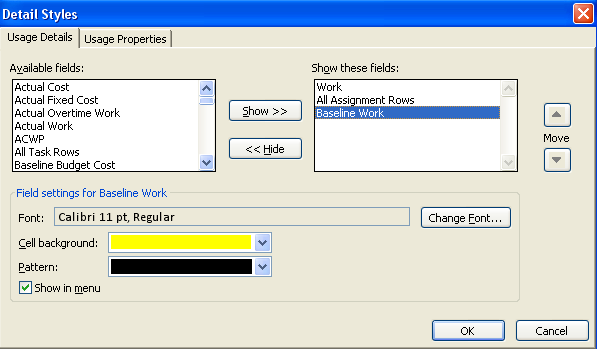 Detail Styles
Usage Details Usage Properties
Available fields: Show these fields:
Actual Cost
Actual Fixed Cost
Actual Overtime Work
Actual Work
ACWP
All Task Rows
Baseline Budget Cost
Show >>
<< Hide
Work
All Assignment Rows
Baseline Work
Move
Field settings for Baseline Work
Font: Calibri 11 pt, Regular Change Font...
Cell background:
Pattern:
Show in menu
OK Cancel